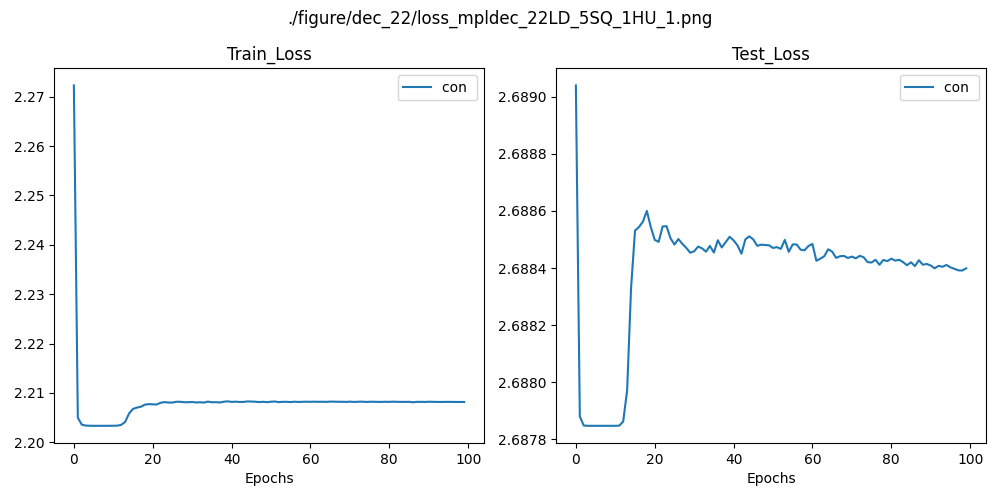 ./figure/dec_22/loss_mpldec_22LD_5SQ_1HU_1.png
Train_Loss
con
2.27
2.26
2.25
2.24
2.23
2.22
2.21
2.20
0 20 40 60 80 100
Epochs
Test_Loss
con
2.6890
2.6888
2.6886
2.6884
2.6882
2.6880
2.6878
0 20 40 60 80 100
Epochs